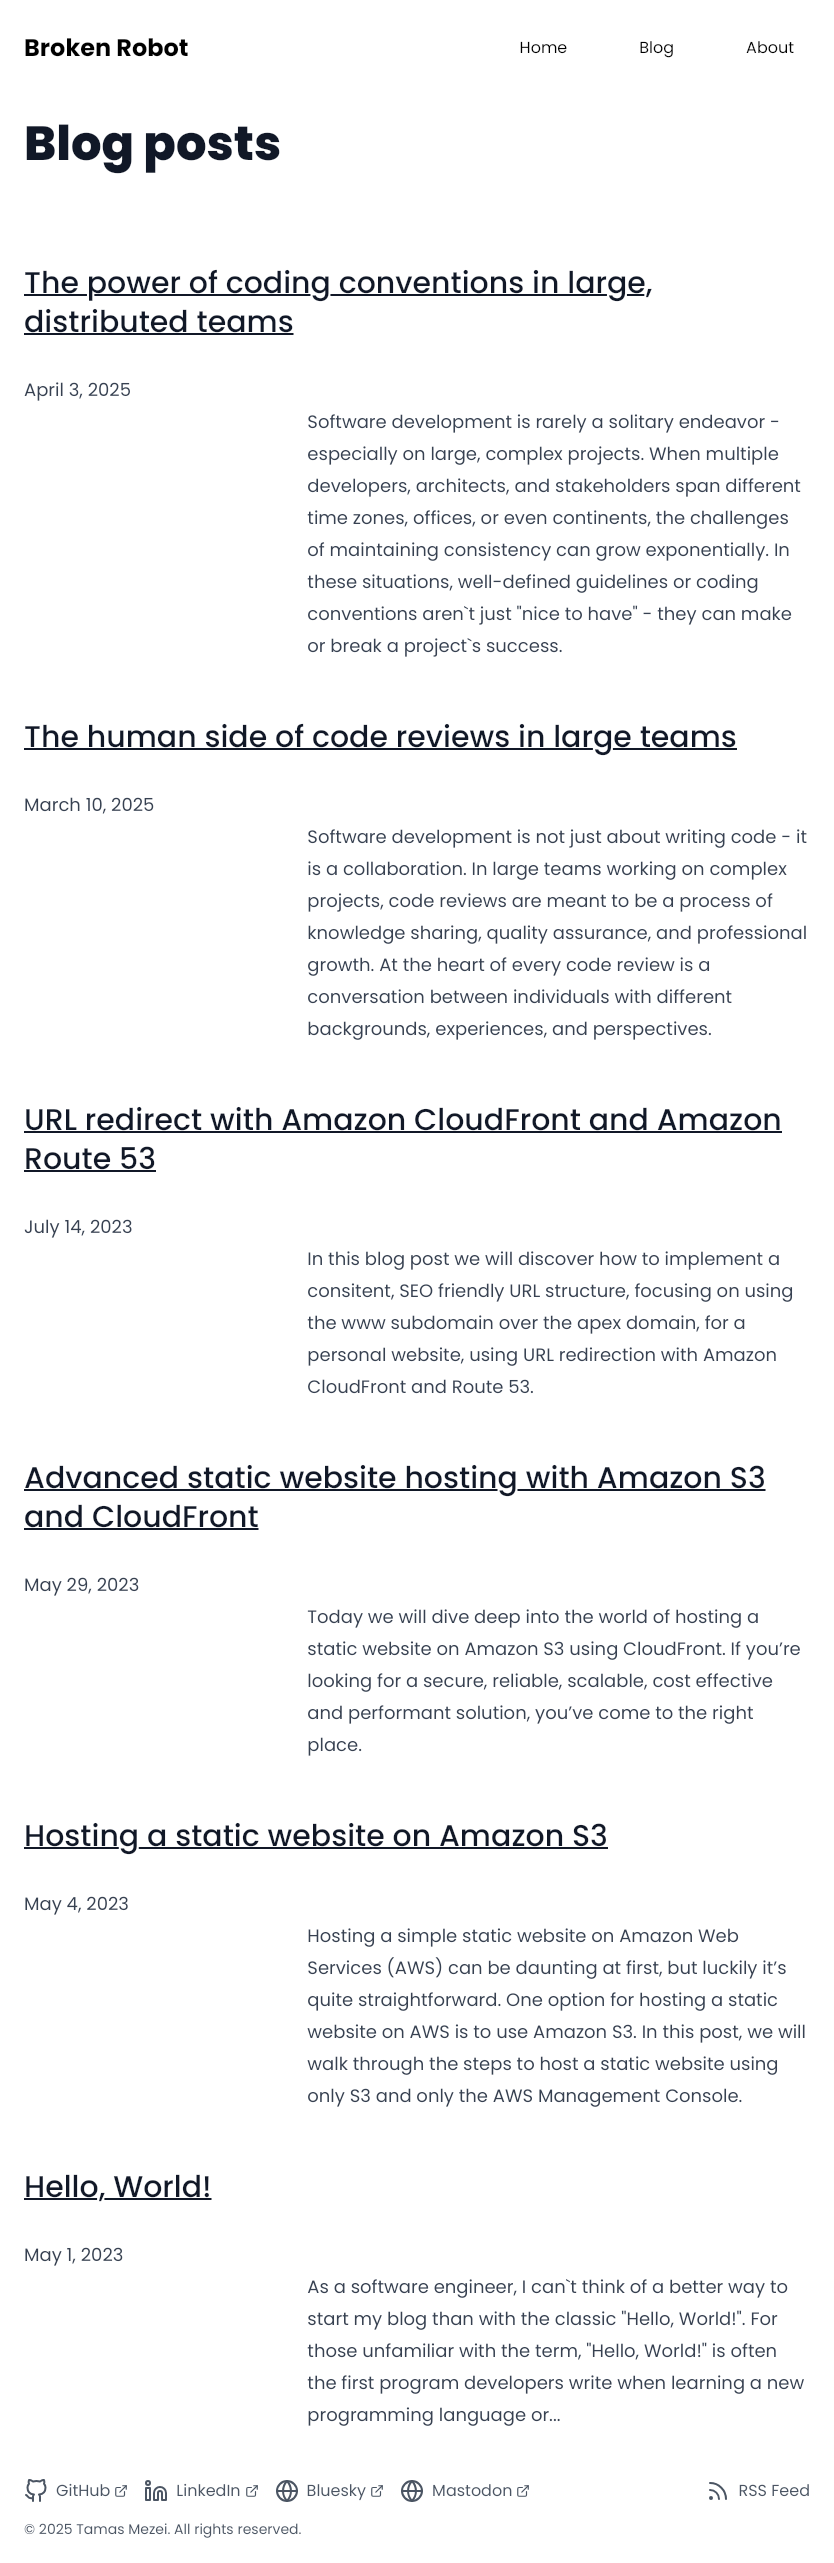 Broken Robot
Home
Blog
About
Blog posts
The power of coding conventions in large,
distributed teams
April 3, 2025
Software development is rarely a solitary endeavor -
especially on large, complex projects. When multiple
developers, architects, and stakeholders span different
time zones, offices, or even continents, the challenges
of maintaining consistency can grow exponentially. In
these situations, well-defined guidelines or coding
conventions aren`t just "nice to have" - they can make
or break a project`s success.
The human side of code reviews in large teams
March 10, 2025
Software development is not just about writing code - it
is a collaboration. In large teams working on complex
projects, code reviews are meant to be a process of
knowledge sharing, quality assurance, and professional
growth. At the heart of every code review is a
conversation between individuals with different
backgrounds, experiences, and perspectives.
URL redirect with Amazon CloudFront and Amazon
Route 53
July 14, 2023
In this blog post we will discover how to implement a
consitent, SEO friendly URL structure, focusing on using
the www subdomain over the apex domain, for a
personal website, using URL redirection with Amazon
CloudFront and Route 53.
Advanced static website hosting with Amazon S3
and CloudFront
May 29, 2023
Today we will dive deep into the world of hosting a
static website on Amazon S3 using CloudFront. If you’re
looking for a secure, reliable, scalable, cost effective
and performant solution, you’ve come to the right
place.
Hosting a static website on Amazon S3
May 4, 2023
Hosting a simple static website on Amazon Web
Services (AWS) can be daunting at first, but luckily it’s
quite straightforward. One option for hosting a static
website on AWS is to use Amazon S3. In this post, we will
walk through the steps to host a static website using
only S3 and only the AWS Management Console.
Hello, World!
May 1, 2023
As a software engineer, I can`t think of a better way to
start my blog than with the classic "Hello, World!". For
those unfamiliar with the term, "Hello, World!" is often
the first program developers write when learning a new
programming language or...
GitHub
LinkedIn
Bluesky
Mastodon
RSS Feed
© 2025 Tamas Mezei. All rights reserved.